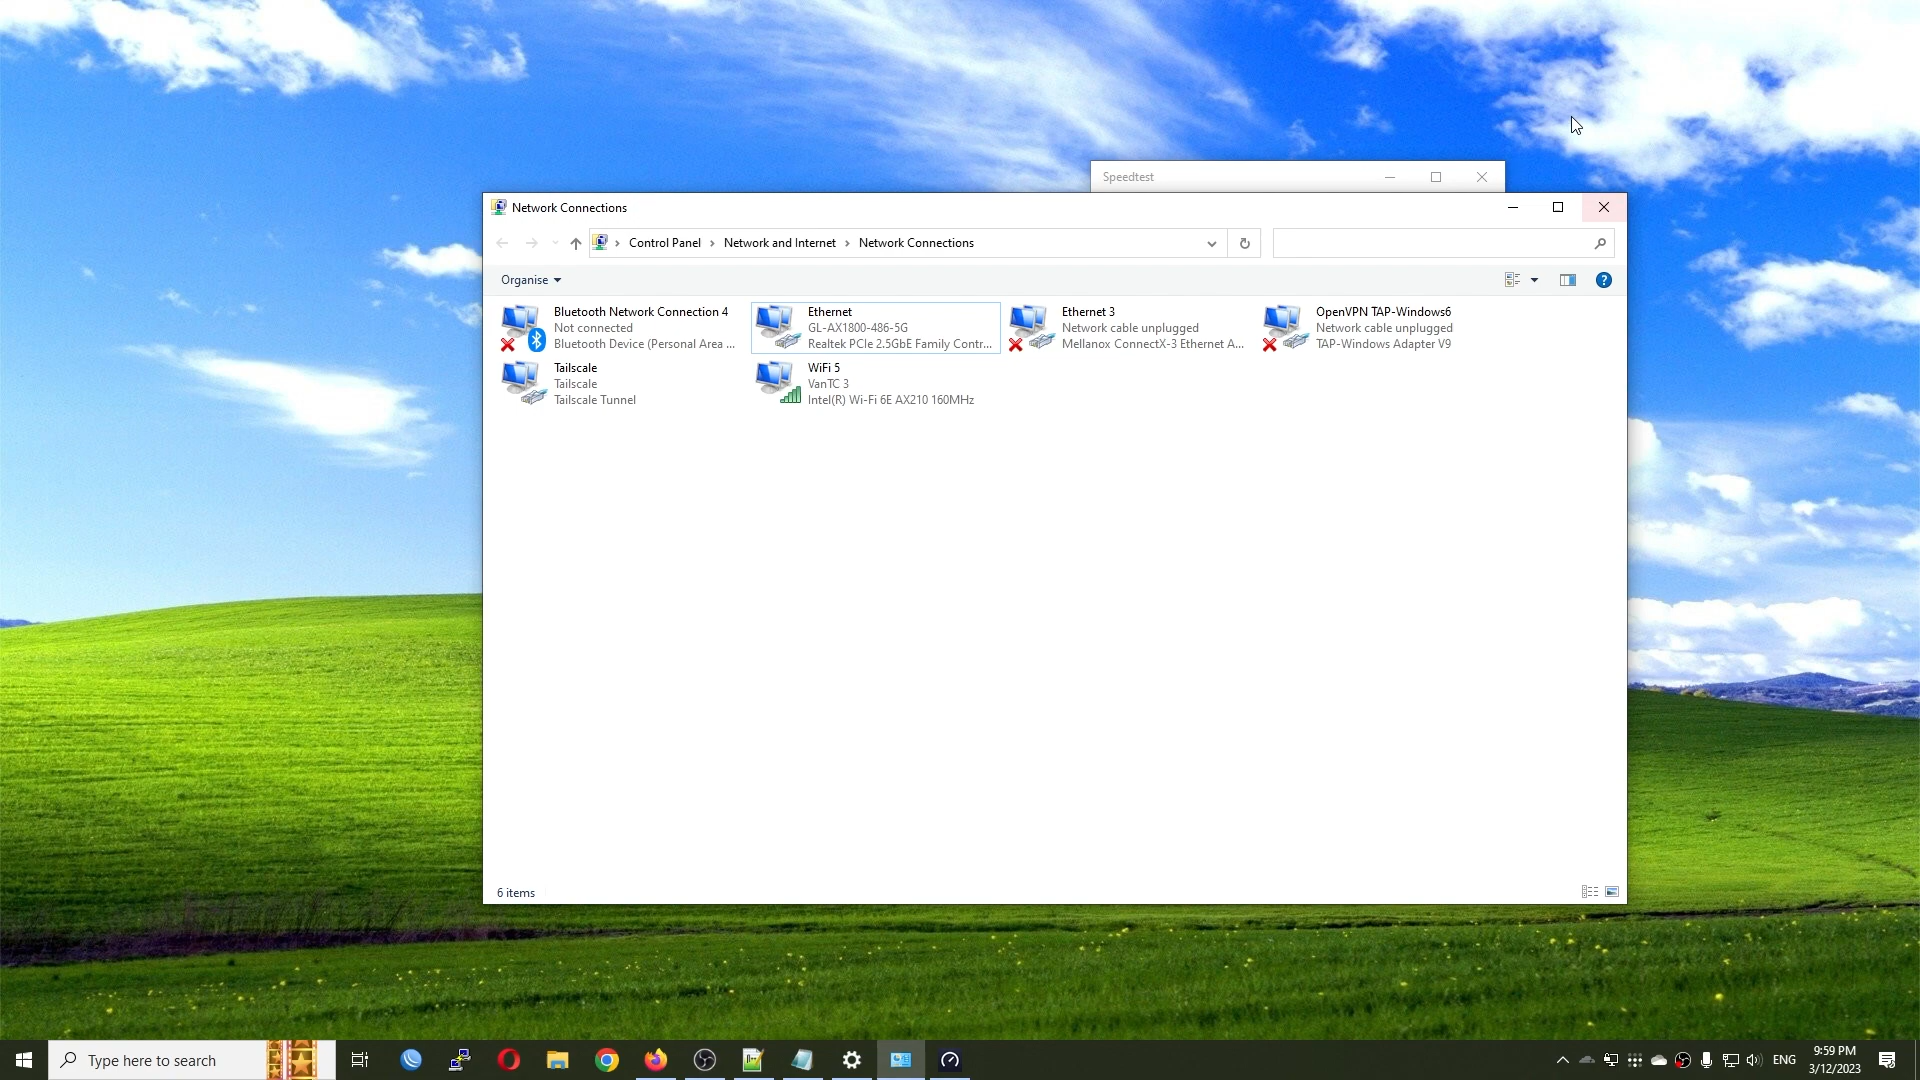 Speedtest
Network Connections
Control Panel
Network and Internet
Network Connections
Organise
Bluetooth Network Connection 4
Not connected
Bluetooth Device (Personal Area ...
Ethernet
GL-AX1800-486-5G
Realtek PCIe 2.5GbE Family Contr...
Ethernet 3
Network cable unplugged
Mellanox ConnectX-3 Ethernet A...
OpenVPN TAP-Windows6
Network cable unplugged
TAP-Windows Adapter V9
Tailscale
Tailscale
Tailscale Tunnel
WiFi 5
VanTC 3
Intel(R) Wi-Fi 6E AX210 160MHz
6 items
Type here to search
ENG
9:59 PM
3/12/2023